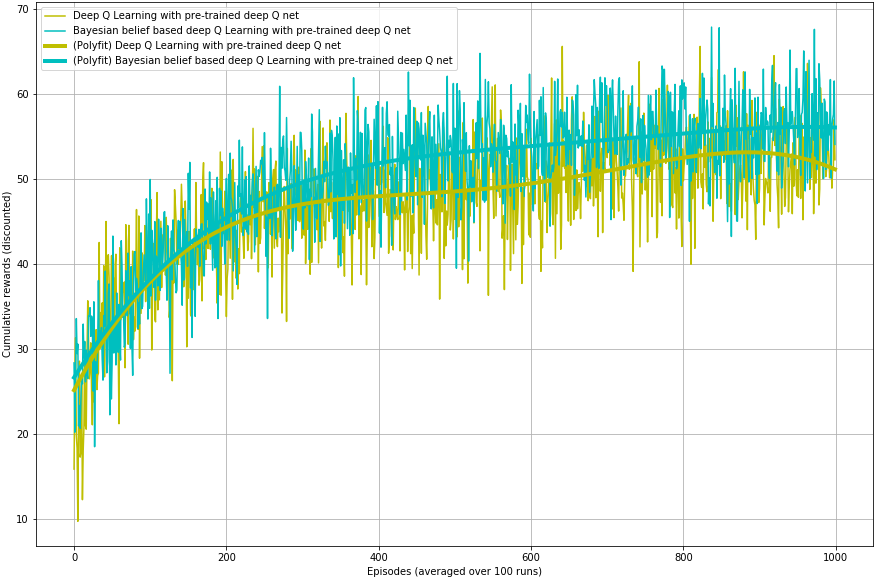 Deep Q Learning with pre-trained deep Q net
Bayesian belief based deep Q Learning with pre-trained deep Q net
(Polyfit) Deep Q Learning with pre-trained deep Q net
(Polyfit) Bayesian belief based deep Q Learning with pre-trained deep Q net
Cumulative rewards (discounted)
70
60
50
40
30
20
10
0
200
400
600
800
1000
Episodes (averaged over 100 runs)